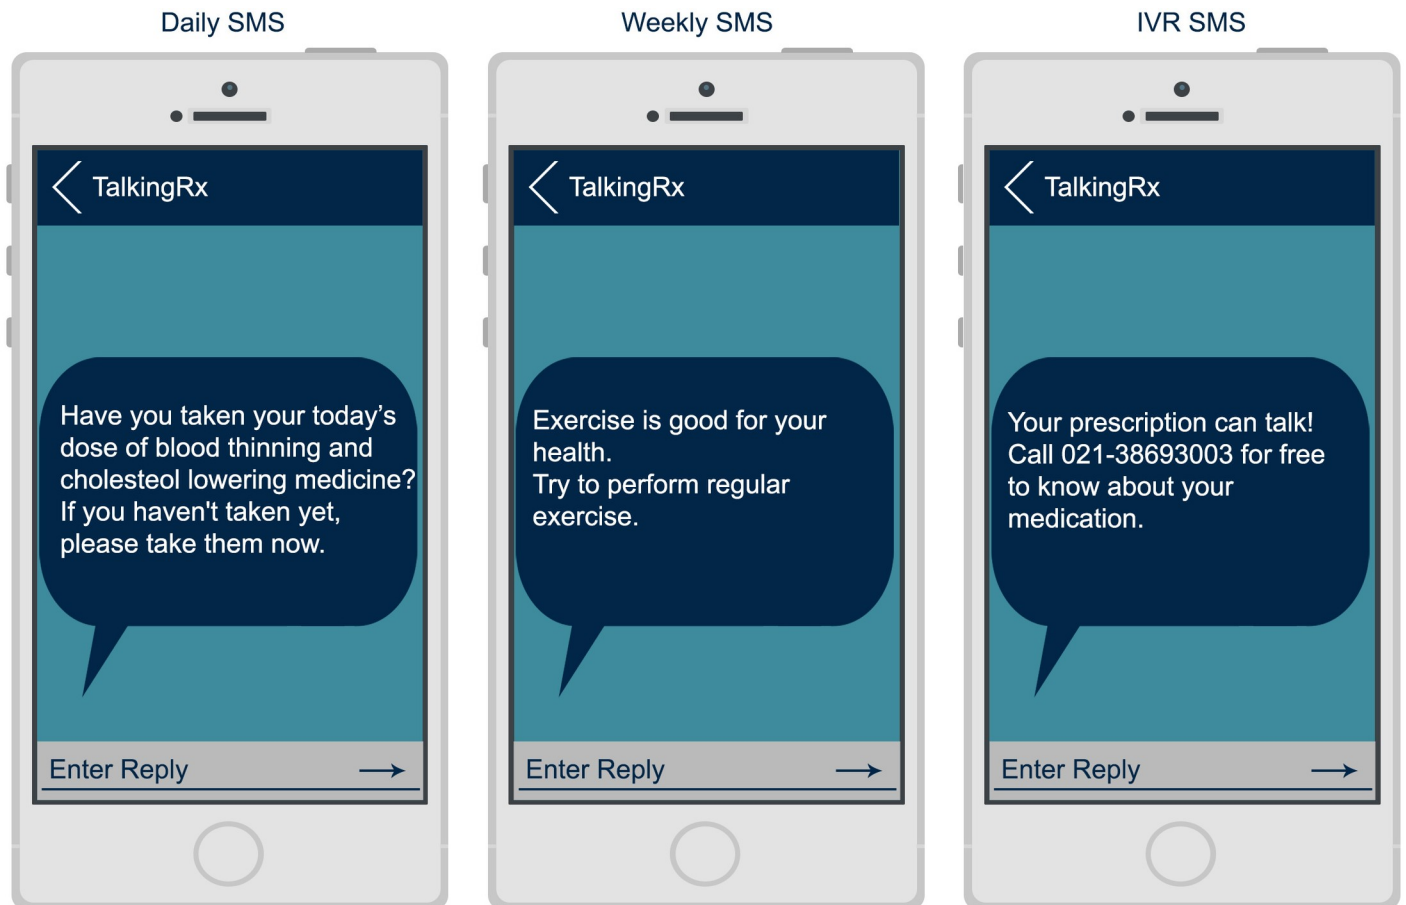 Daily SMS
TalkingRx
Have you taken your today's
dose of blood thinning and
cholesteol lowering medicine?
If you haven't taken yet,
please take them now.
Enter Reply
Weekly SMS
TalkingRx
Exercise is good for your
health.
Try to perform regular
exercise.
Enter Reply
IVR SMS
TalkingRx
Your prescription can talk!
Call 021-38693003 for free
to know about your
medication.
Enter Reply